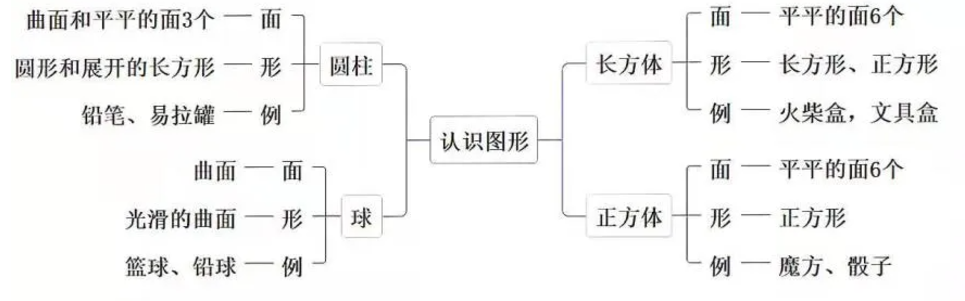 认识图形
圆柱
曲面和平平的面3个 — 面
圆形和展开的长方形 — 形
铅笔、易拉罐 — 例
球
曲面 — 面
光滑的曲面 — 形
篮球、铅球 — 例
长方体
面 — 平平的面6个
形 — 长方形、正方形
例 — 火柴盒，文具盒
正方体
面 — 平平的面6个
形 — 正方形
例 — 魔方、骰子